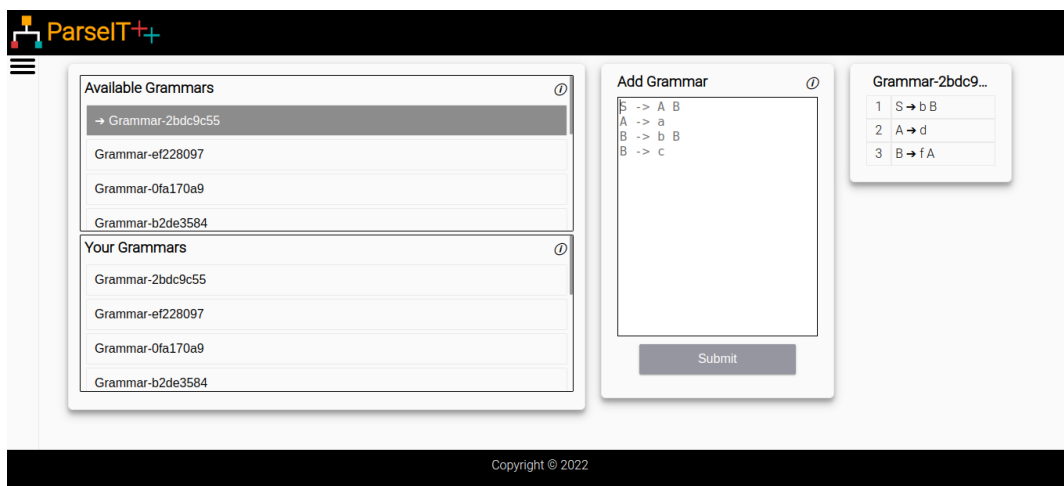 ParseIT++
Available Grammars
➔ Grammar-2bdc9c55
Grammar-ef228097
Grammar-0fa170a9
Grammar-b2de3584
Your Grammars
Grammar-2bdc9c55
Grammar-ef228097
Grammar-0fa170a9
Grammar-b2de3584
Add Grammar
S -> A B
A -> a
B -> b B
B -> c
Submit
Grammar-2bdc9...
1 S ➔ b B
2 A ➔ d
3 B ➔ f A
Copyright © 2022